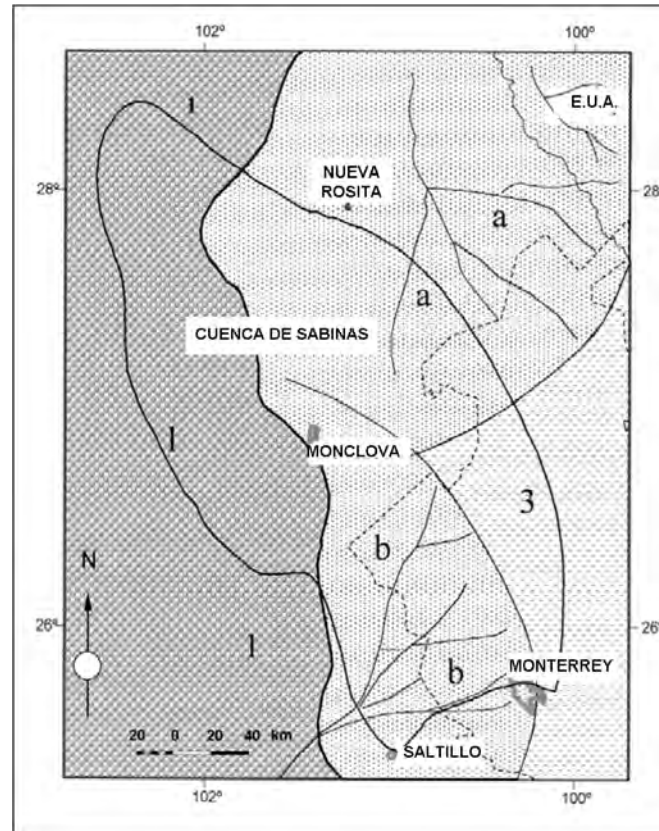 102º
100º
1
E.U.A.
28º
NUEVA
ROSITA
28
a
a
CUENCA DE SABINAS
1
MONCLOVA
3
b
N
26º
26º
1
b
MONTERREY
20 0 20 40 km
SALTILLO
102º
100º